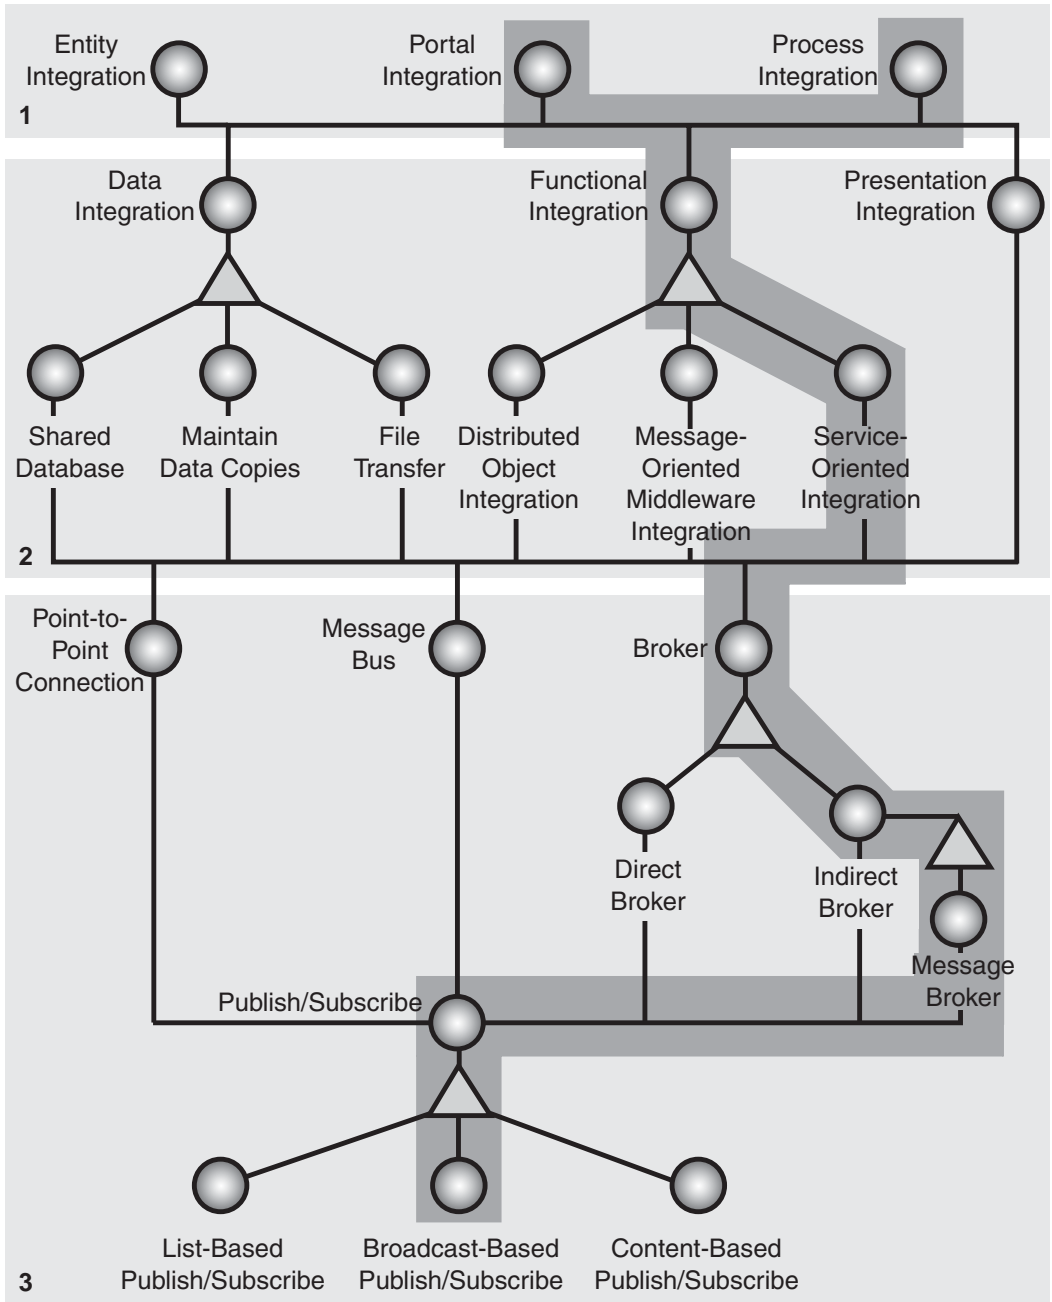 Entity
Integration
Portal
Integration
Process
Integration
1
Data
Integration
Functional
Integration
Presentation
Integration
Shared
Database
Maintain
Data Copies
File
Transfer
Distributed
Object
Integration
Message-
Oriented
Middleware
Integration
Service-
Oriented
Integration
2
Point-to-
Point
Connection
Message
Bus
Broker
Direct
Broker
Indirect
Broker
Message
Broker
Publish/Subscribe
List-Based
Publish/Subscribe
Broadcast-Based
Publish/Subscribe
Content-Based
Publish/Subscribe
3